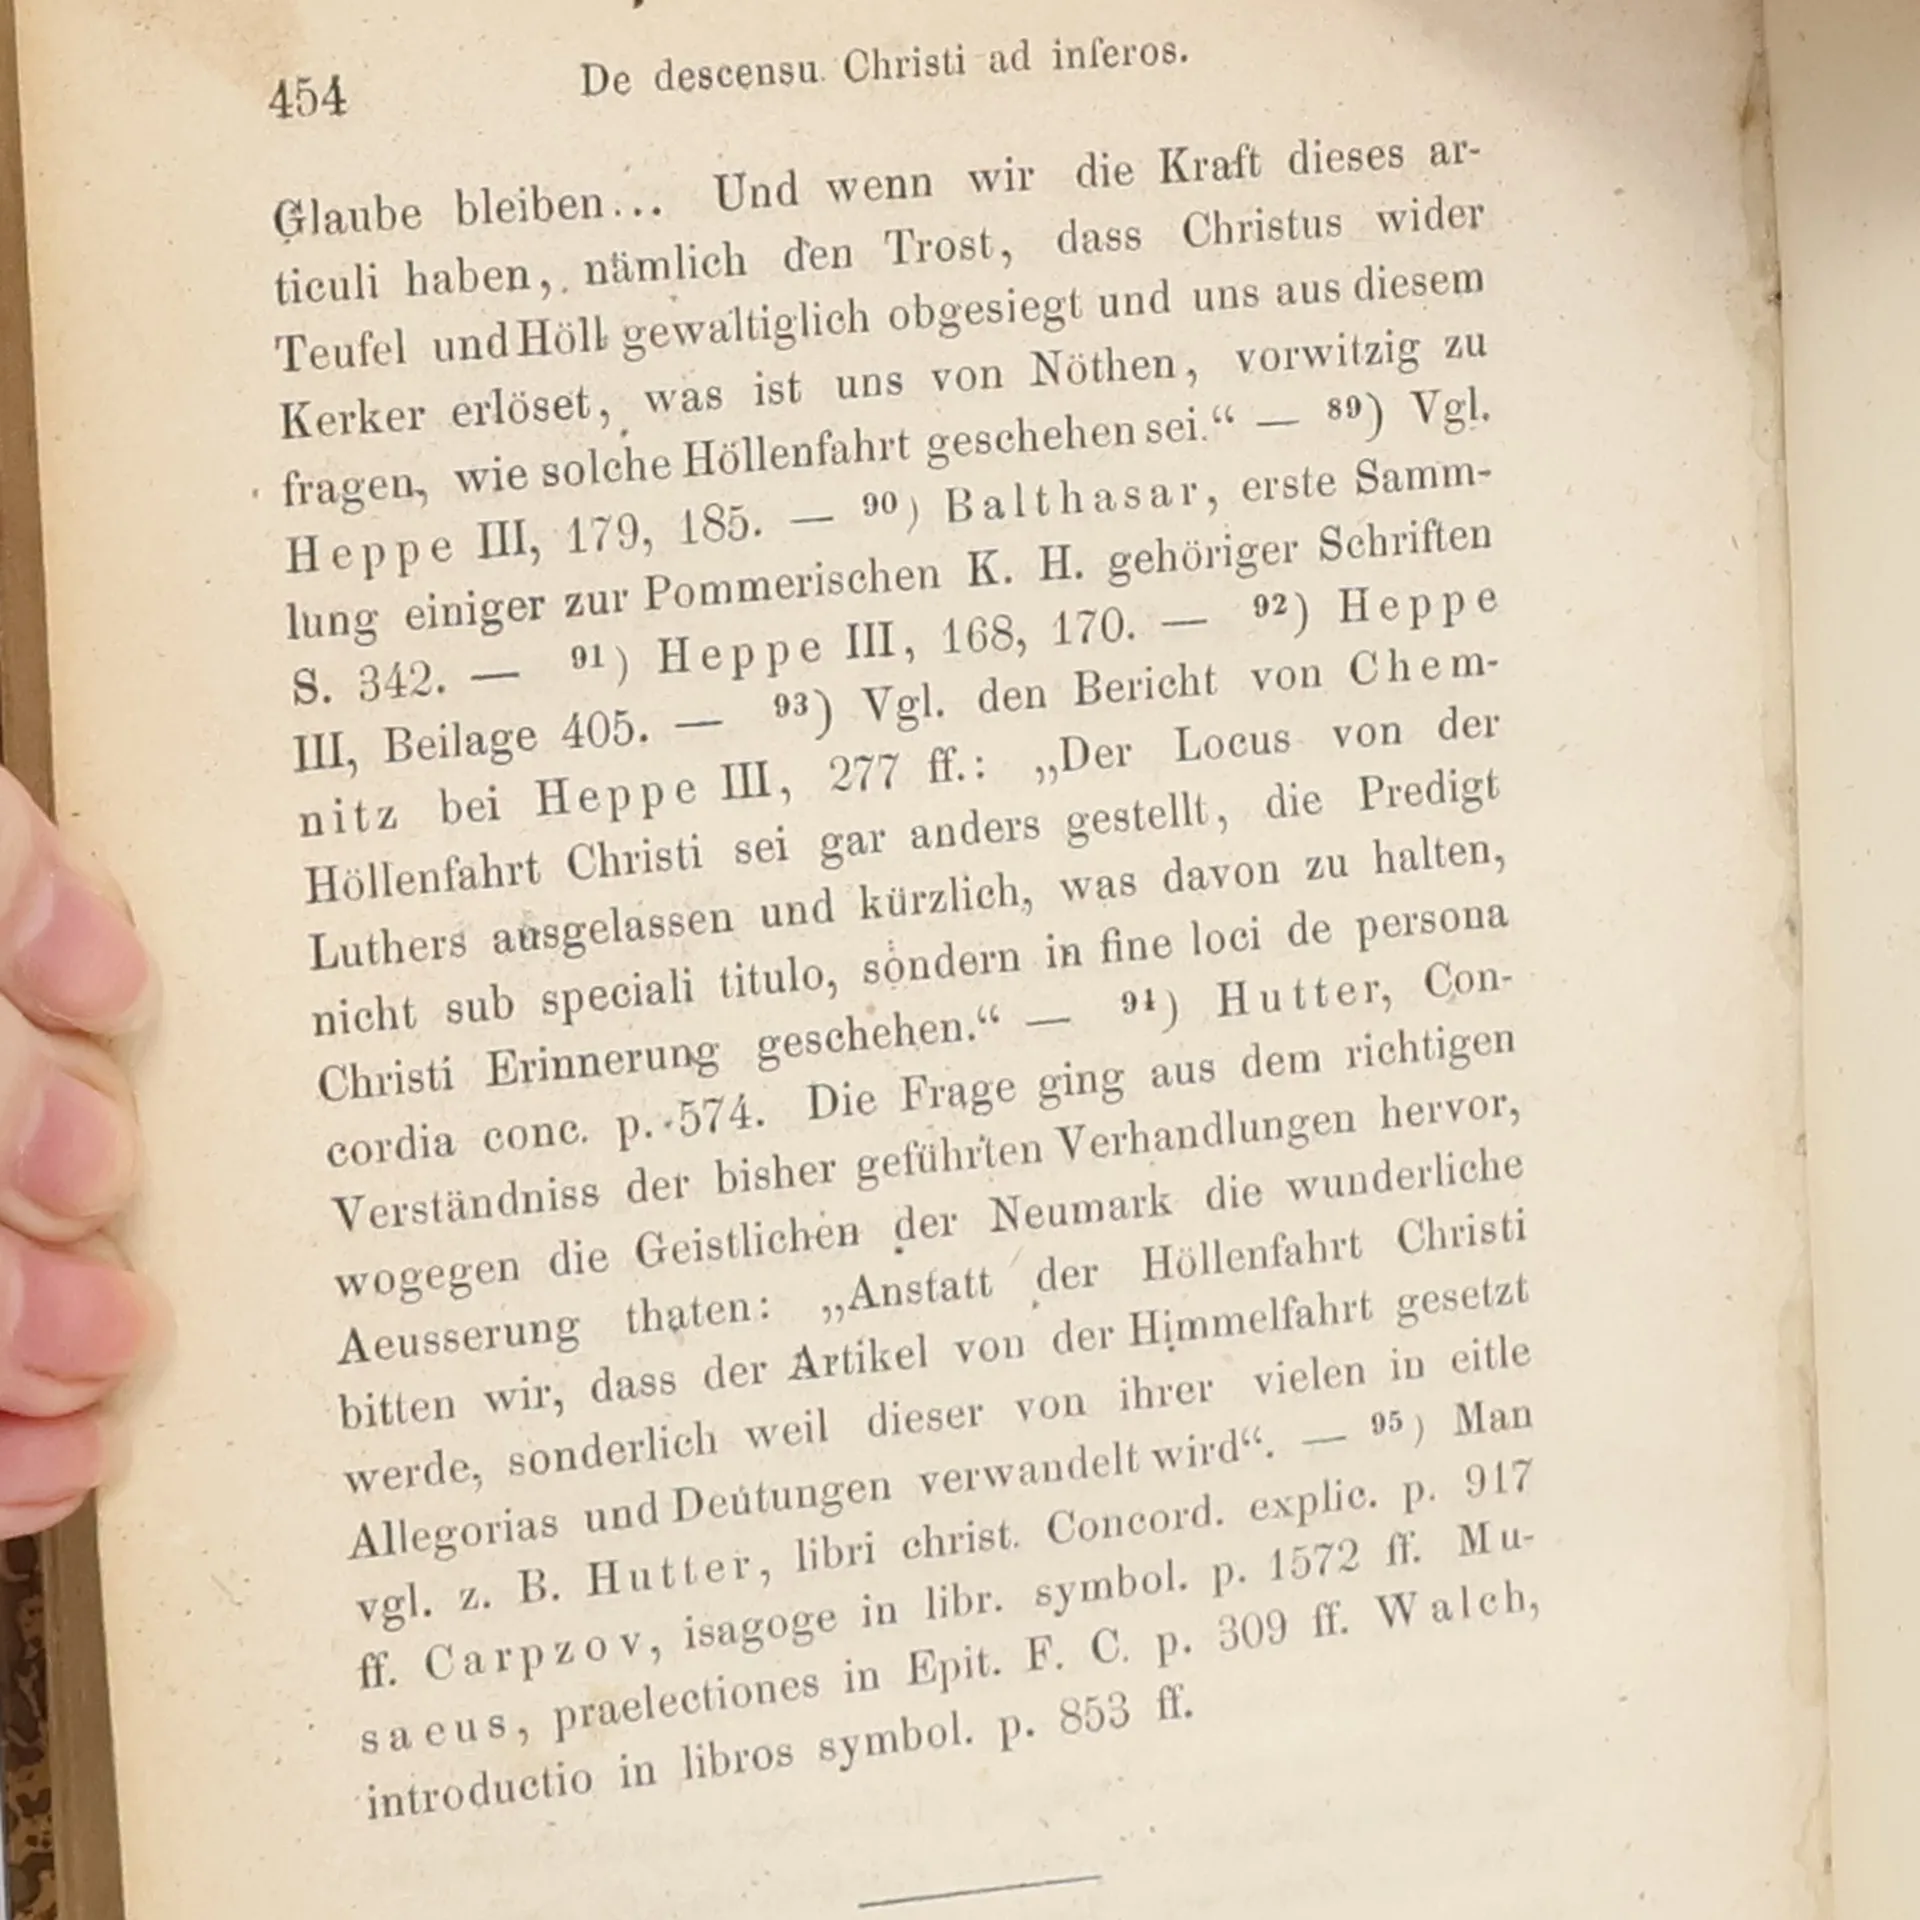 454
De descensu Christi ad inferos.
Glaube bleiben... Und wenn wir die Kraft dieses ar-
ticuli haben, nämlich den Trost, dass Christus wider
Teufel und Höll gewaltiglich obgesiegt und uns aus diesem
Kerker erlöset, was ist uns von Nöthen, vorwitzig zu
fragen, wie solche Höllenfahrt geschehen sei.“ — 89) Vgl.
Heppe III, 179, 185. — 90) Balthasar, erste Samm-
lung einiger zur Pommerischen K. H. gehöriger Schriften
S. 342. — 91) Heppe III, 168, 170. — 92) Heppe
III, Beilage 405. — 93) Vgl. den Bericht von Chem-
nitz bei Heppe III, 277 ff.: „Der Locus von der
Höllenfahrt Christi sei gar anders gestellt, die Predigt
Luthers ausgelassen und kürzlich, was davon zu halten,
nicht sub speciali titulo, sondern in fine loci de persona
Christi Erinnerung geschehen.“ — 94) Hutter, Con-
cordia conc. p. 574. Die Frage ging aus dem richtigen
Verständniss der bisher geführten Verhandlungen hervor,
wogegen die Geistlichen der Neumark die wunderliche
Aeusserung thaten: „Anstatt der Höllenfahrt Christi
bitten wir, dass der Artikel von der Himmelfahrt gesetzt
werde, sonderlich weil dieser von ihrer vielen in eitle
Allegorias und Deutungen verwandelt wird“. — 95) Man
vgl. z. B. Hutter, libri christ. Concord. explic. p. 917
ff. Carpzov, isagoge in libr. symbol. p. 1572 ff. Mu-
saeus, praelectiones in Epit. F. C. p. 309 ff. Walch,
introductio in libros symbol. p. 853 ff.